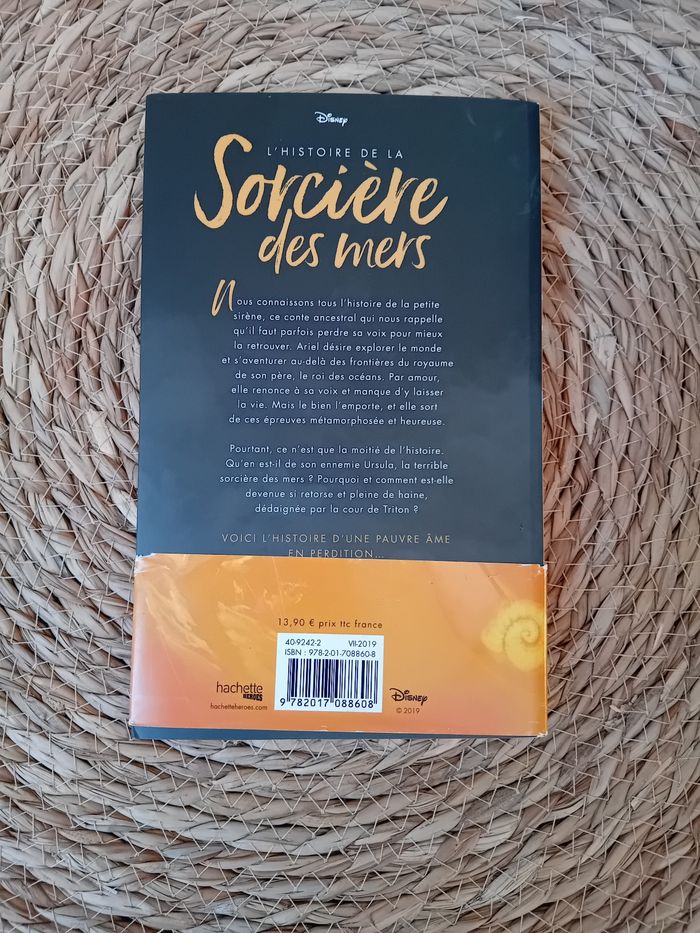 Disney
L'HISTOIRE DE LA
Sorcière
des mers
Nous connaissons tous l'histoire de la petite
sirène, ce conte ancestral qui nous rappelle
qu'il faut parfois perdre sa voix pour mieux
la retrouver. Ariel désire explorer le monde
et s'aventurer au-delà des frontières du royaume
de son père, le roi des océans. Par amour,
elle renonce à sa voix et manque d'y laisser
la vie. Mais le bien l'emporte, et elle sort
de ces épreuves métamorphosée et heureuse.
Pourtant, ce n'est que la moitié de l'histoire.
Qu'en est-il de son ennemie Ursula, la terrible
sorcière des mers ? Pourquoi et comment est-elle
devenue si retorse et pleine de haine,
dédaignée par la cour de Triton ?
VOICI L'HISTOIRE D'UNE PAUVRE ÂME
EN PERDITION...
13,90 € prix ttc france
40-9242-2 VII-2019
ISBN : 978-2-01-708860-8
9 782017 088608
hachette
HEROES
hachetteheroes.com
Disney
© 2019